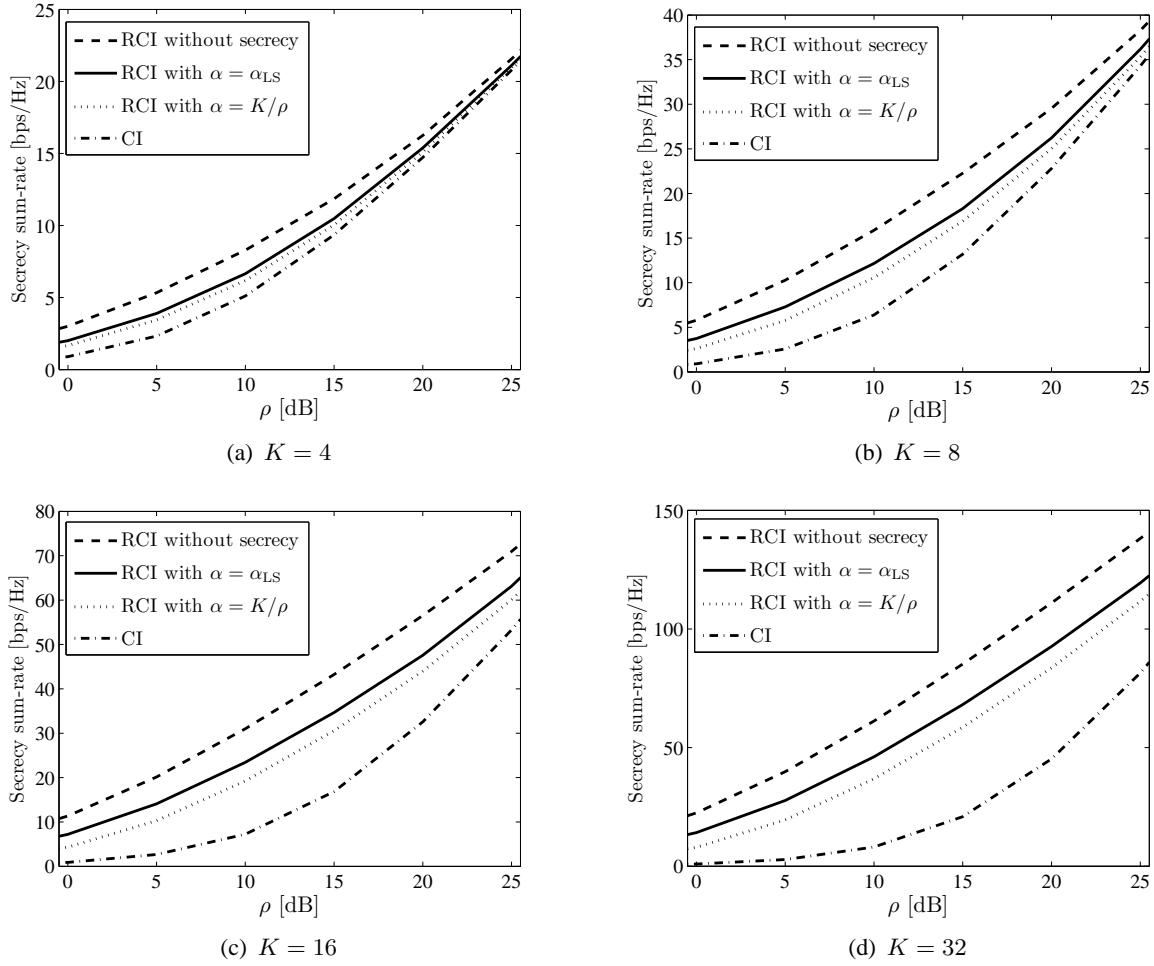 25
20
15
10
5
0
Secrecy sum-rate [bps/Hz]
RCI without secrecy
RCI with α = α_LS
RCI with α = K/ρ
CI
0 5 10 15 20 25
ρ [dB]
(a) K = 4
40
35
30
25
20
15
10
5
0
Secrecy sum-rate [bps/Hz]
RCI without secrecy
RCI with α = α_LS
RCI with α = K/ρ
CI
0 5 10 15 20 25
ρ [dB]
(b) K = 8
80
70
60
50
40
30
20
10
0
Secrecy sum-rate [bps/Hz]
RCI without secrecy
RCI with α = α_LS
RCI with α = K/ρ
CI
0 5 10 15 20 25
ρ [dB]
(c) K = 16
150
100
50
0
Secrecy sum-rate [bps/Hz]
RCI without secrecy
RCI with α = α_LS
RCI with α = K/ρ
CI
0 5 10 15 20 25
ρ [dB]
(d) K = 32